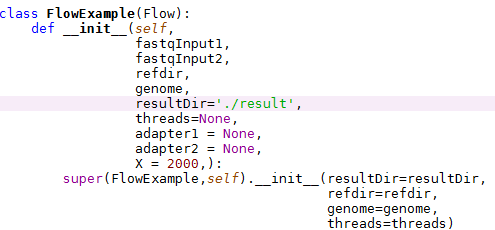 class FlowExample(Flow):
    def __init__(self,
                 fastqInput1,
                 fastqInput2,
                 refdir,
                 genome,
                 resultDir='./result',
                 threads=None,
                 adapter1 = None,
                 adapter2 = None,
                 X = 2000,):
        super(FlowExample,self).__init__(resultDir=resultDir,
                                         refdir=refdir,
                                         genome=genome,
                                         threads=threads)